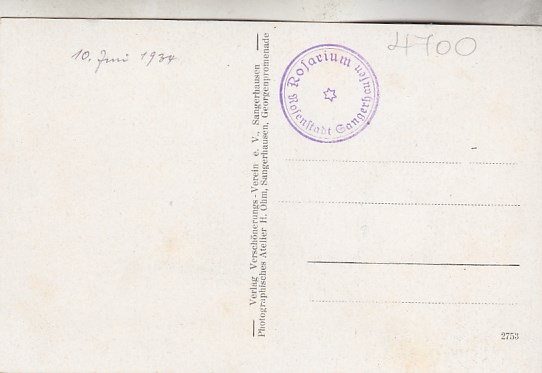 10. Juni 1934
4700
Rosarium
Rosenstadt Sangerhausen
Verlag Verschönerungs-Verein e. V., Sangerhausen
Photographisches Atelier H. Ohm, Sangerhausen, Georgenpromenade
2753